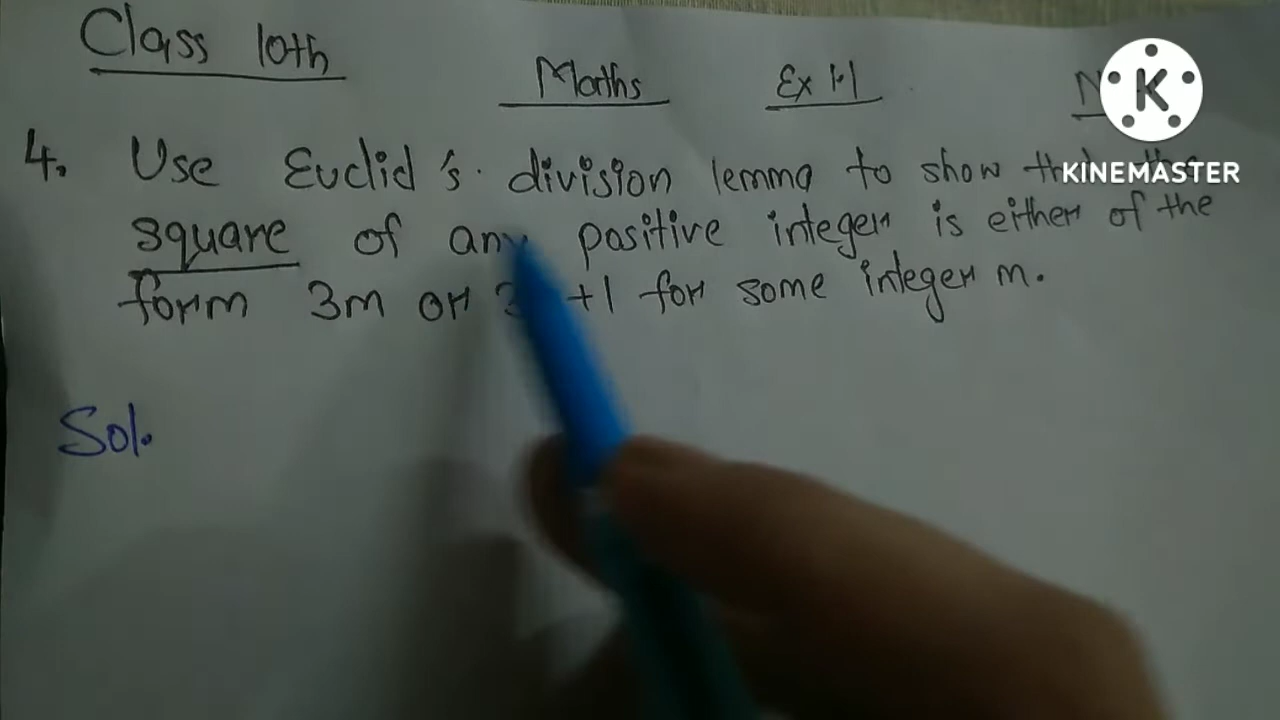 Class 10th
Maths Ex 1.1
KINEMASTER
4. Use Euclid's division lemma to show
square of any positive integer is either of the
form 3m or +1 for some integer m.
Sol.